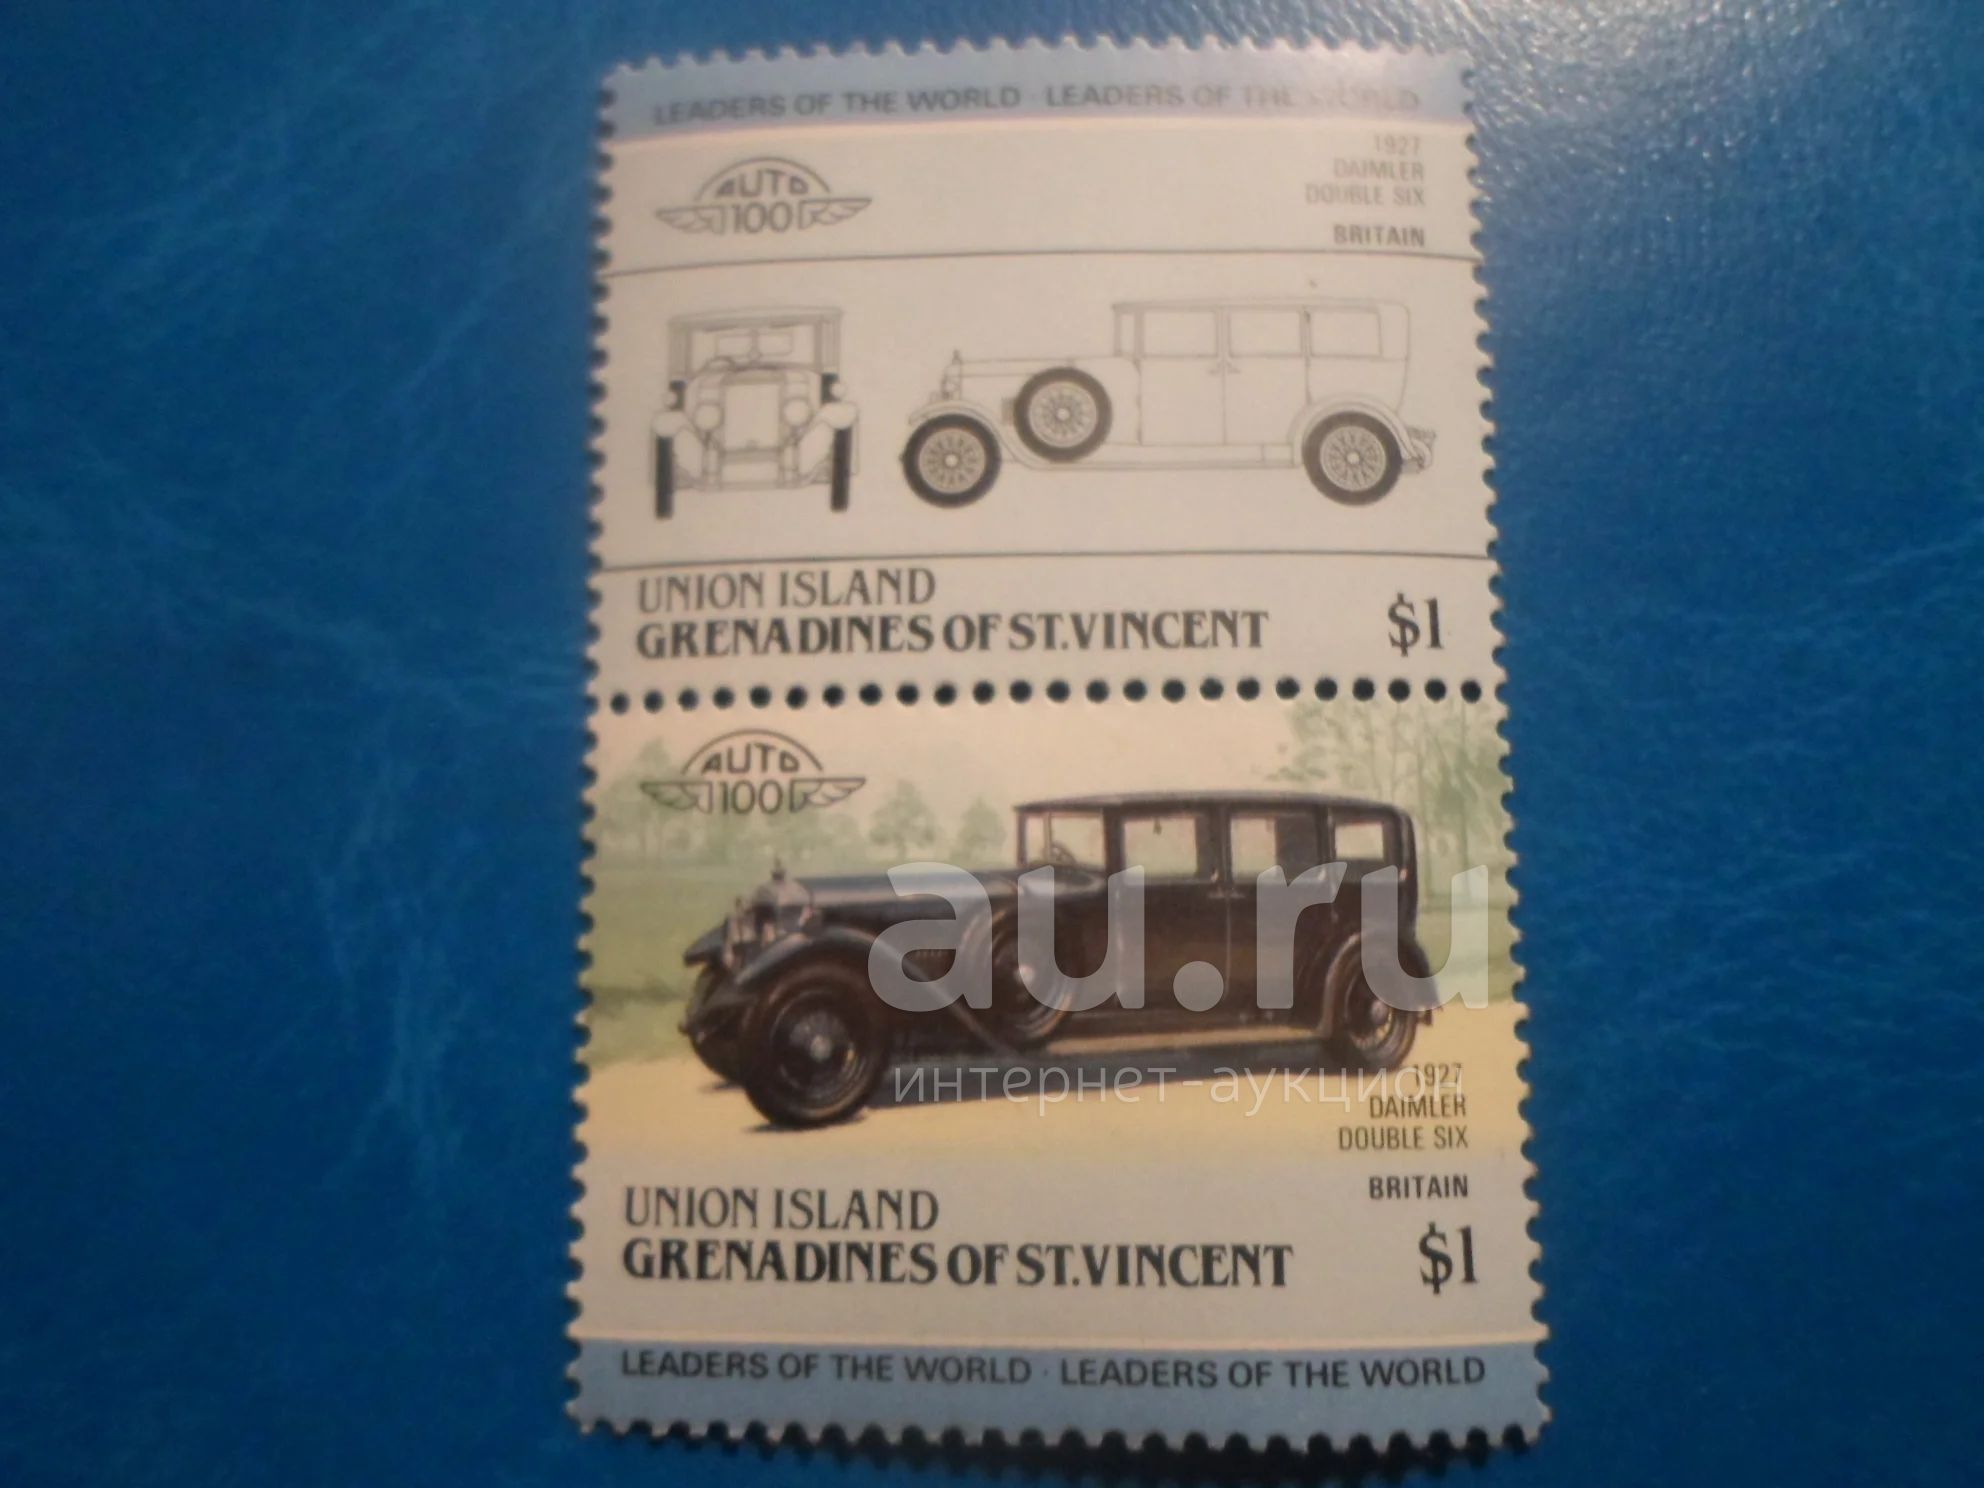 LEADERS OF THE WORLD · LEADERS OF THE WORLD
AUTO
100
1927
DAIMLER
DOUBLE SIX
BRITAIN
UNION ISLAND
GRENADINES OF ST.VINCENT
$1
AUTO
100
au.ru
интернет-аукцион
1927
DAIMLER
DOUBLE SIX
BRITAIN
UNION ISLAND
GRENADINES OF ST.VINCENT
$1
LEADERS OF THE WORLD · LEADERS OF THE WORLD